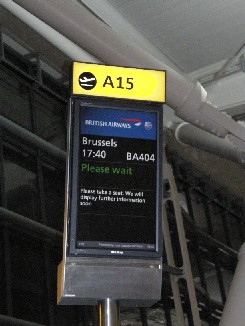 A15
BRITISH AIRWAYS
Brussels
17:40 BA404
Please wait
Please take a seat. We will
display further information
soon